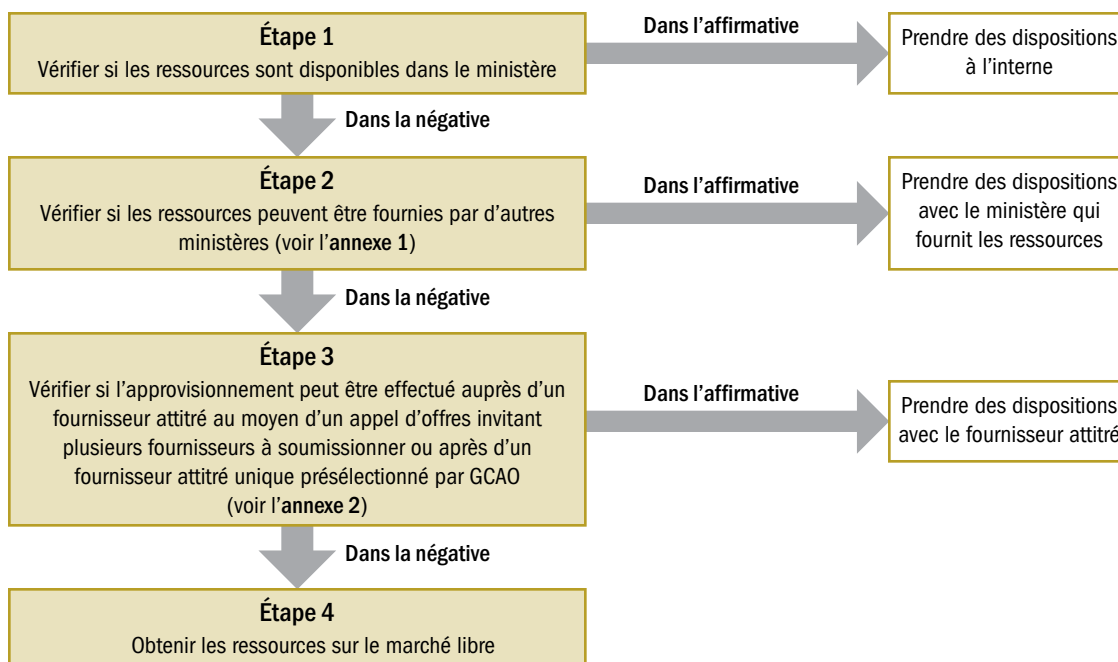 Étape 1
Vérifier si les ressources sont disponibles dans le ministère
Dans l'affirmative
Prendre des dispositions
à l'interne
Dans la négative
Étape 2
Vérifier si les ressources peuvent être fournies par d'autres
ministères (voir l'annexe 1)
Dans l'affirmative
Prendre des dispositions
avec le ministère qui
fournit les ressources
Dans la négative
Étape 3
Vérifier si l'approvisionnement peut être effectué auprès d'un
fournisseur attitré au moyen d'un appel d'offres invitant
plusieurs fournisseurs à soumissionner ou après d'un
fournisseur attitré unique présélectionné par GCAO
(voir l'annexe 2)
Dans l'affirmative
Prendre des dispositions
avec le fournisseur attitré
Dans la négative
Étape 4
Obtenir les ressources sur le marché libre